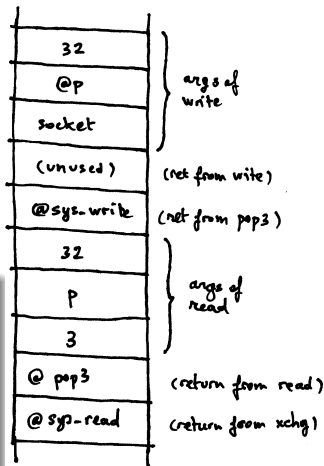 32
@p
args of
write
socket
(unused) (ret from wite)
@sys-write (ret from pop3)
32
P
args of
read
3
@ pop3 (return from read)
@ sys-read (return from xchg)